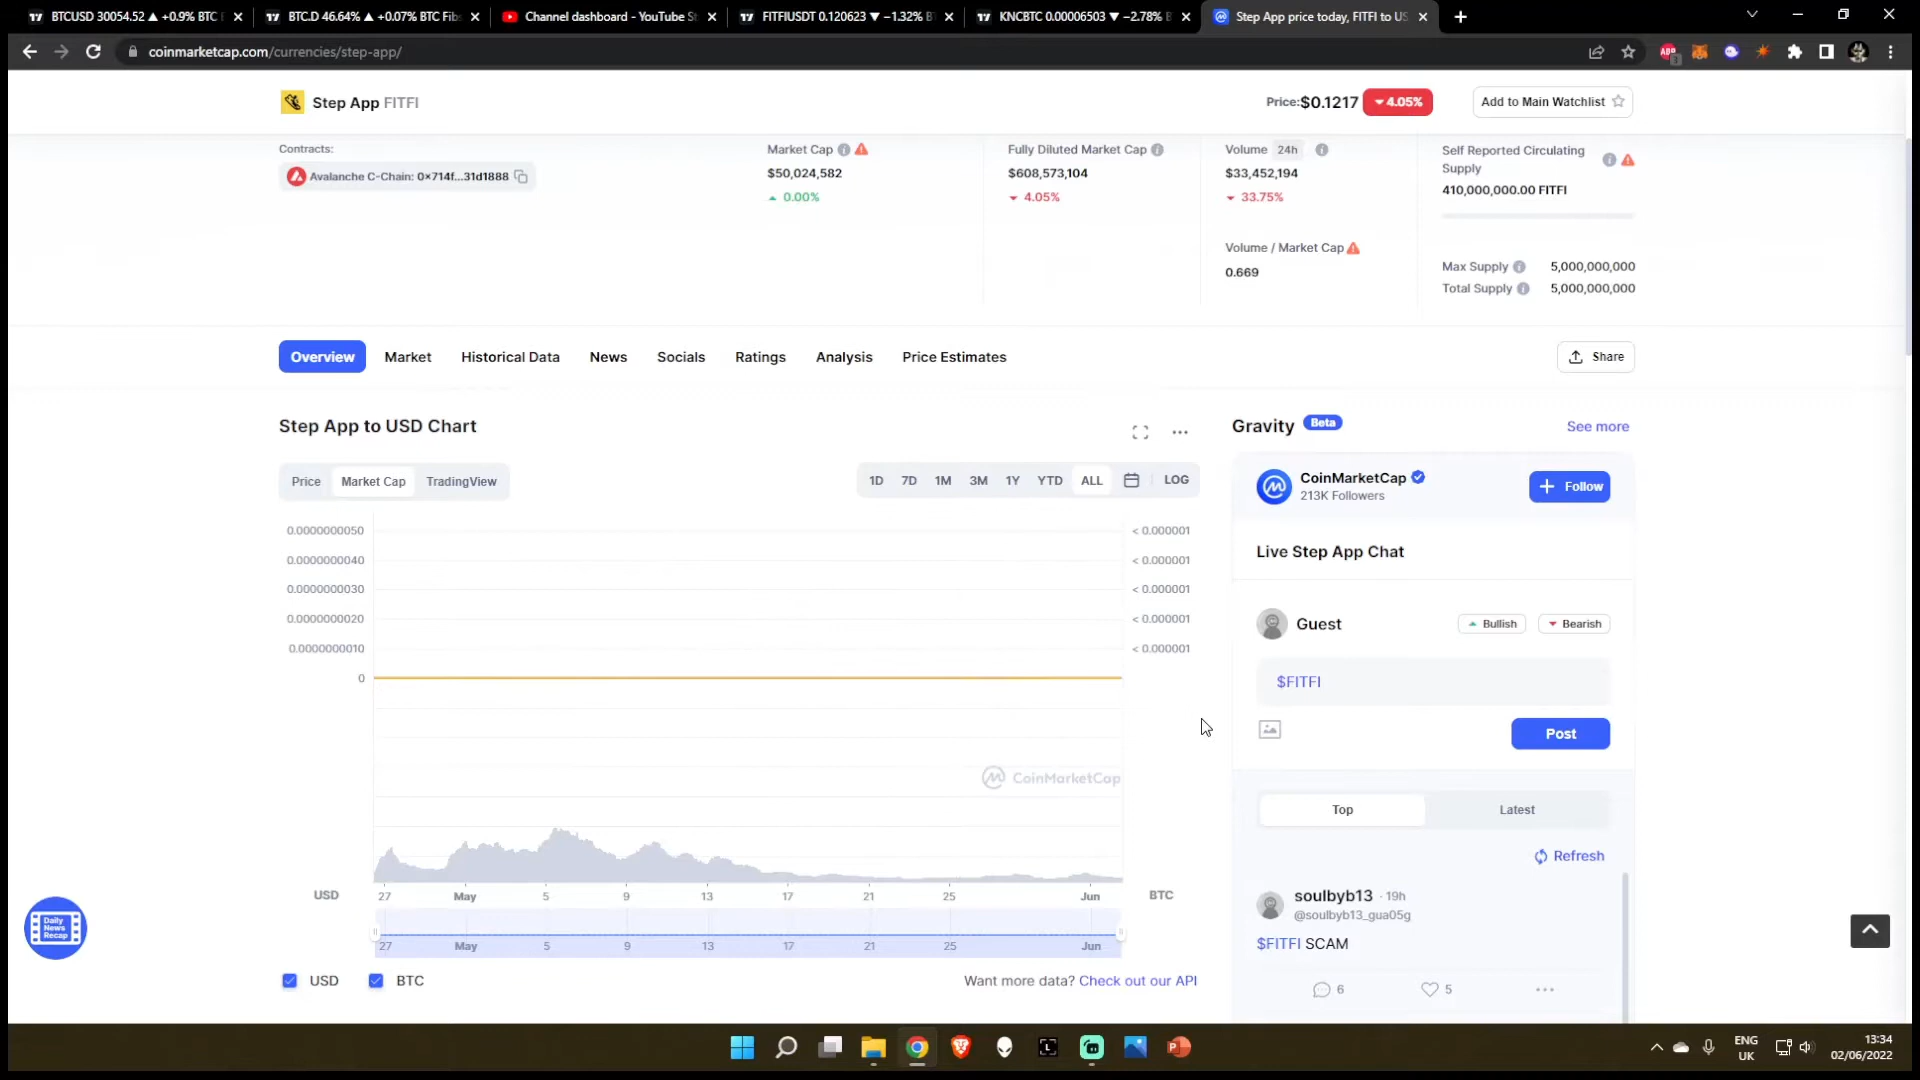 BTCUSD 30054.52 ▲ +0.9% BTC
BTC.D 46.64% ▲ +0.07% BTC Fib
Channel dashboard - YouTube St
FITFIUSDT 0.120623 ▼ −1.32%
KNCBTC 0.00006503 ▼ −2.78%
Step App price today, FITFI to US
coinmarketcap.com/currencies/step-app/
Step App FITFI
Price:$0.1217
4.05%
Add to Main Watchlist
Contracts:
Avalanche C-Chain: 0×714f...31d1888
Market Cap
$50,024,582
0.00%
Fully Diluted Market Cap
$608,573,104
4.05%
Volume 24h
$33,452,194
33.75%
Volume / Market Cap
0.669
Self Reported Circulating
Supply
410,000,000.00 FITFI
Max Supply 5,000,000,000
Total Supply 5,000,000,000
Overview Market Historical Data News Socials Ratings Analysis Price Estimates
Share
Step App to USD Chart
Price Market Cap TradingView
1D 7D 1M 3M 1Y YTD ALL LOG
0.0000000050 < 0.000001
0.0000000040 < 0.000001
0.0000000030 < 0.000001
0.0000000020 < 0.000001
0.0000000010 < 0.000001
0
CoinMarketCap
USD 27 May 5 9 13 17 21 25 Jun BTC
27 May 5 9 13 17 21 25 Jun
USD BTC
Want more data? Check out our API
Gravity Beta
See more
CoinMarketCap
213K Followers
Follow
Live Step App Chat
Guest
Bullish
Bearish
$FITFI
Post
Top Latest
Refresh
soulbyb13 · 19h
@soulbyb13_gua05g
$FITFI SCAM
6 5
Daily
News
Recap
ENG
UK
13:34
02/06/2022